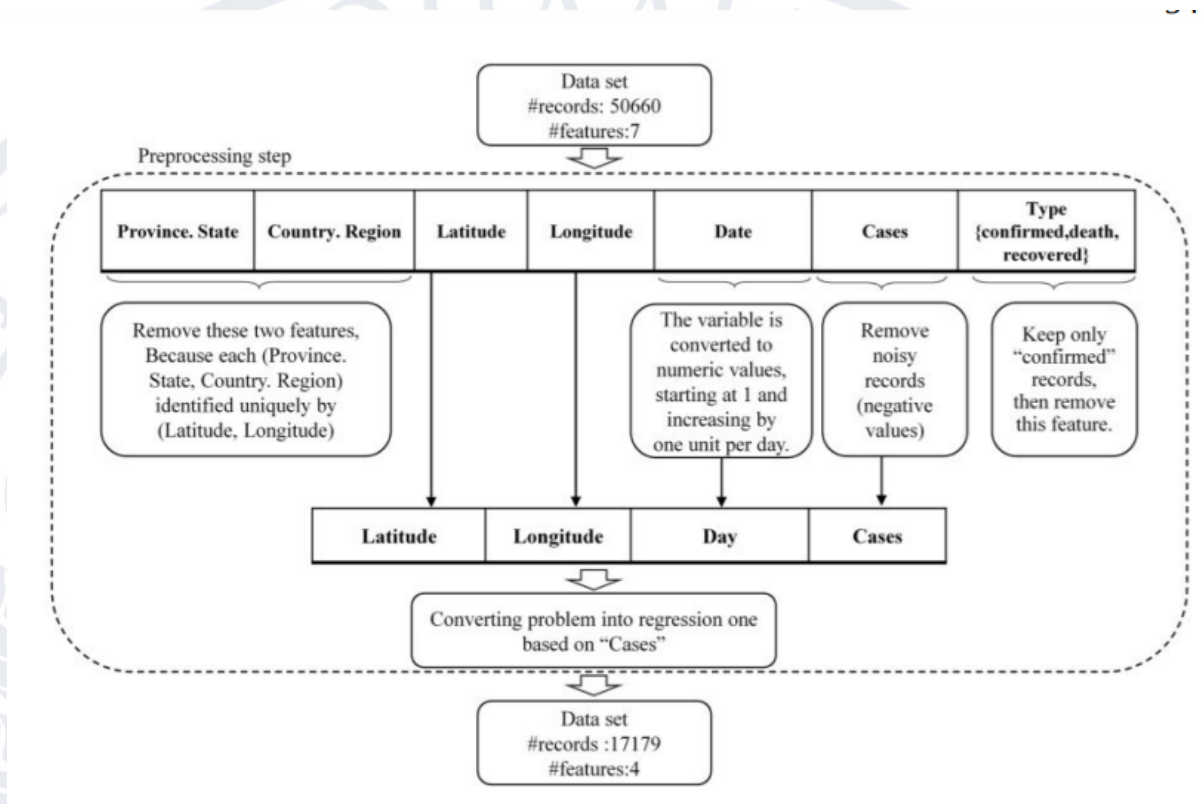 Data set
#records: 50660
#features:7
Preprocessing step
Province. State
Country. Region
Latitude
Longitude
Date
Cases
Type
{confirmed,death,
recovered}
Remove these two features,
Because each (Province.
State, Country. Region)
identified uniquely by
(Latitude, Longitude)
The variable is
converted to
numeric values,
starting at 1 and
increasing by
one unit per day.
Remove
noisy
records
(negative
values)
Keep only
“confirmed”
records,
then remove
this feature.
Latitude
Longitude
Day
Cases
Converting problem into regression one
based on “Cases”
Data set
#records :17179
#features:4